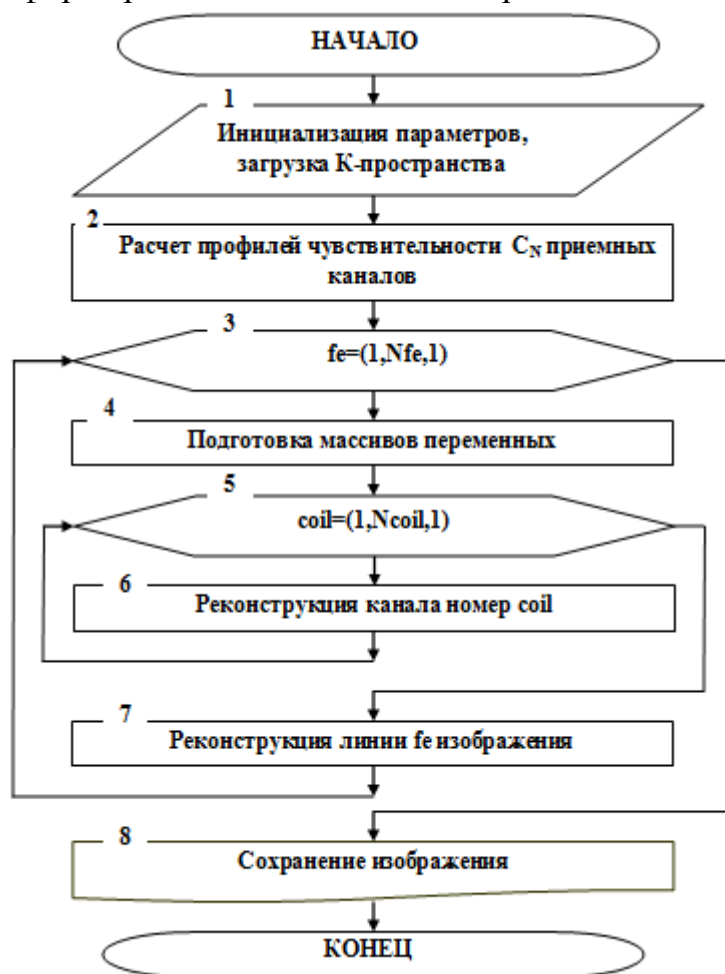 НАЧАЛО
1
Инициализация параметров,
загрузка К-пространства
2
Расчет профилей чувствительности C_N приемных
каналов
3
fe=(1,Nfe,1)
4
Подготовка массивов переменных
5
coil=(1,Ncoil,1)
6
Реконструкция канала номер coil
7
Реконструкция линии fe изображения
8
Сохранение изображения
КОНЕЦ